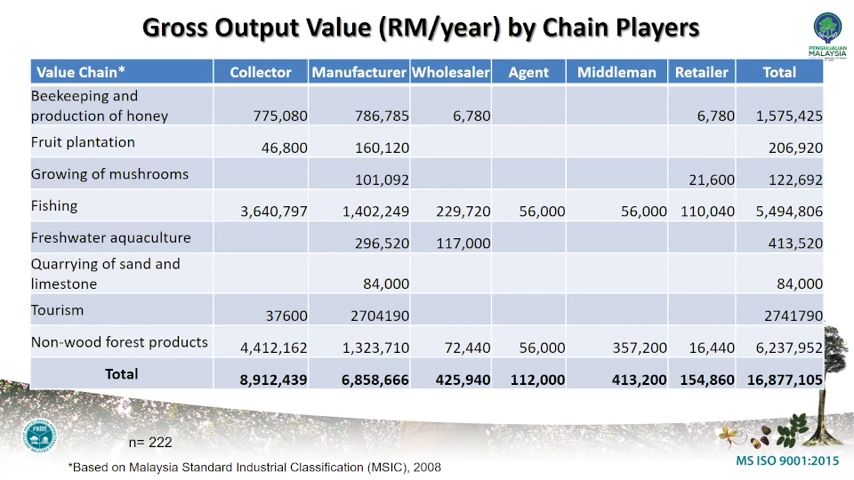 Gross Output Value (RM/year) by Chain Players
PENGHIJAUAN
MALAYSIA
Value Chain* Collector Manufacturer Wholesaler Agent Middleman Retailer Total
Beekeeping and
production of honey 775,080 786,785 6,780 6,780 1,575,425
Fruit plantation 46,800 160,120 206,920
Growing of mushrooms 101,092 21,600 122,692
Fishing 3,640,797 1,402,249 229,720 56,000 56,000 110,040 5,494,806
Freshwater aquaculture 296,520 117,000 413,520
Quarrying of sand and
limestone 84,000 84,000
Tourism 37600 2704190 2741790
Non-wood forest products 4,412,162 1,323,710 72,440 56,000 357,200 16,440 6,237,952
Total 8,912,439 6,858,666 425,940 112,000 413,200 154,860 16,877,105
n= 222
MS ISO 9001:2015
*Based on Malaysia Standard Industrial Classification (MSIC), 2008